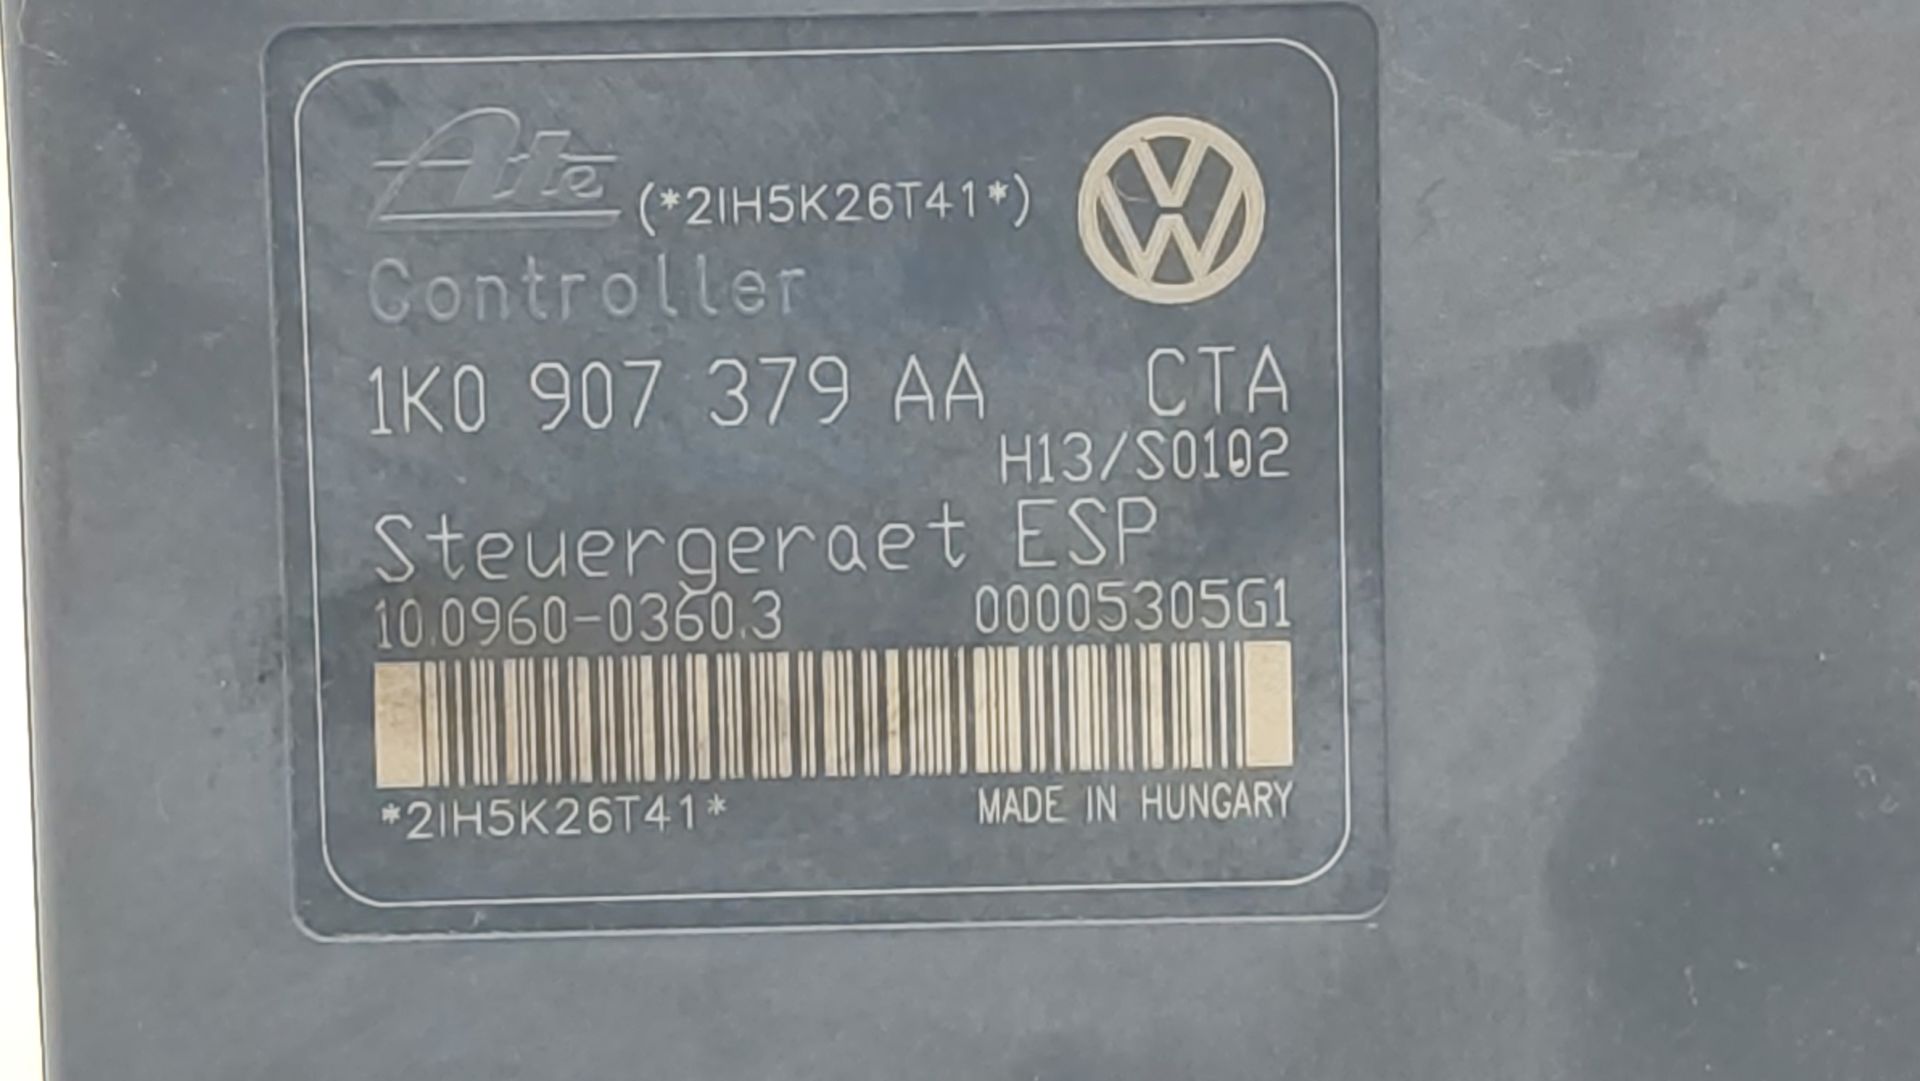 Ate (*2IH5K26T41*)
Controller
1K0 907 379 AA CTA
H13/S0102
Steuergeraet ESP
10.0960-0360.3 00005305G1
*2IH5K26T41* MADE IN HUNGARY